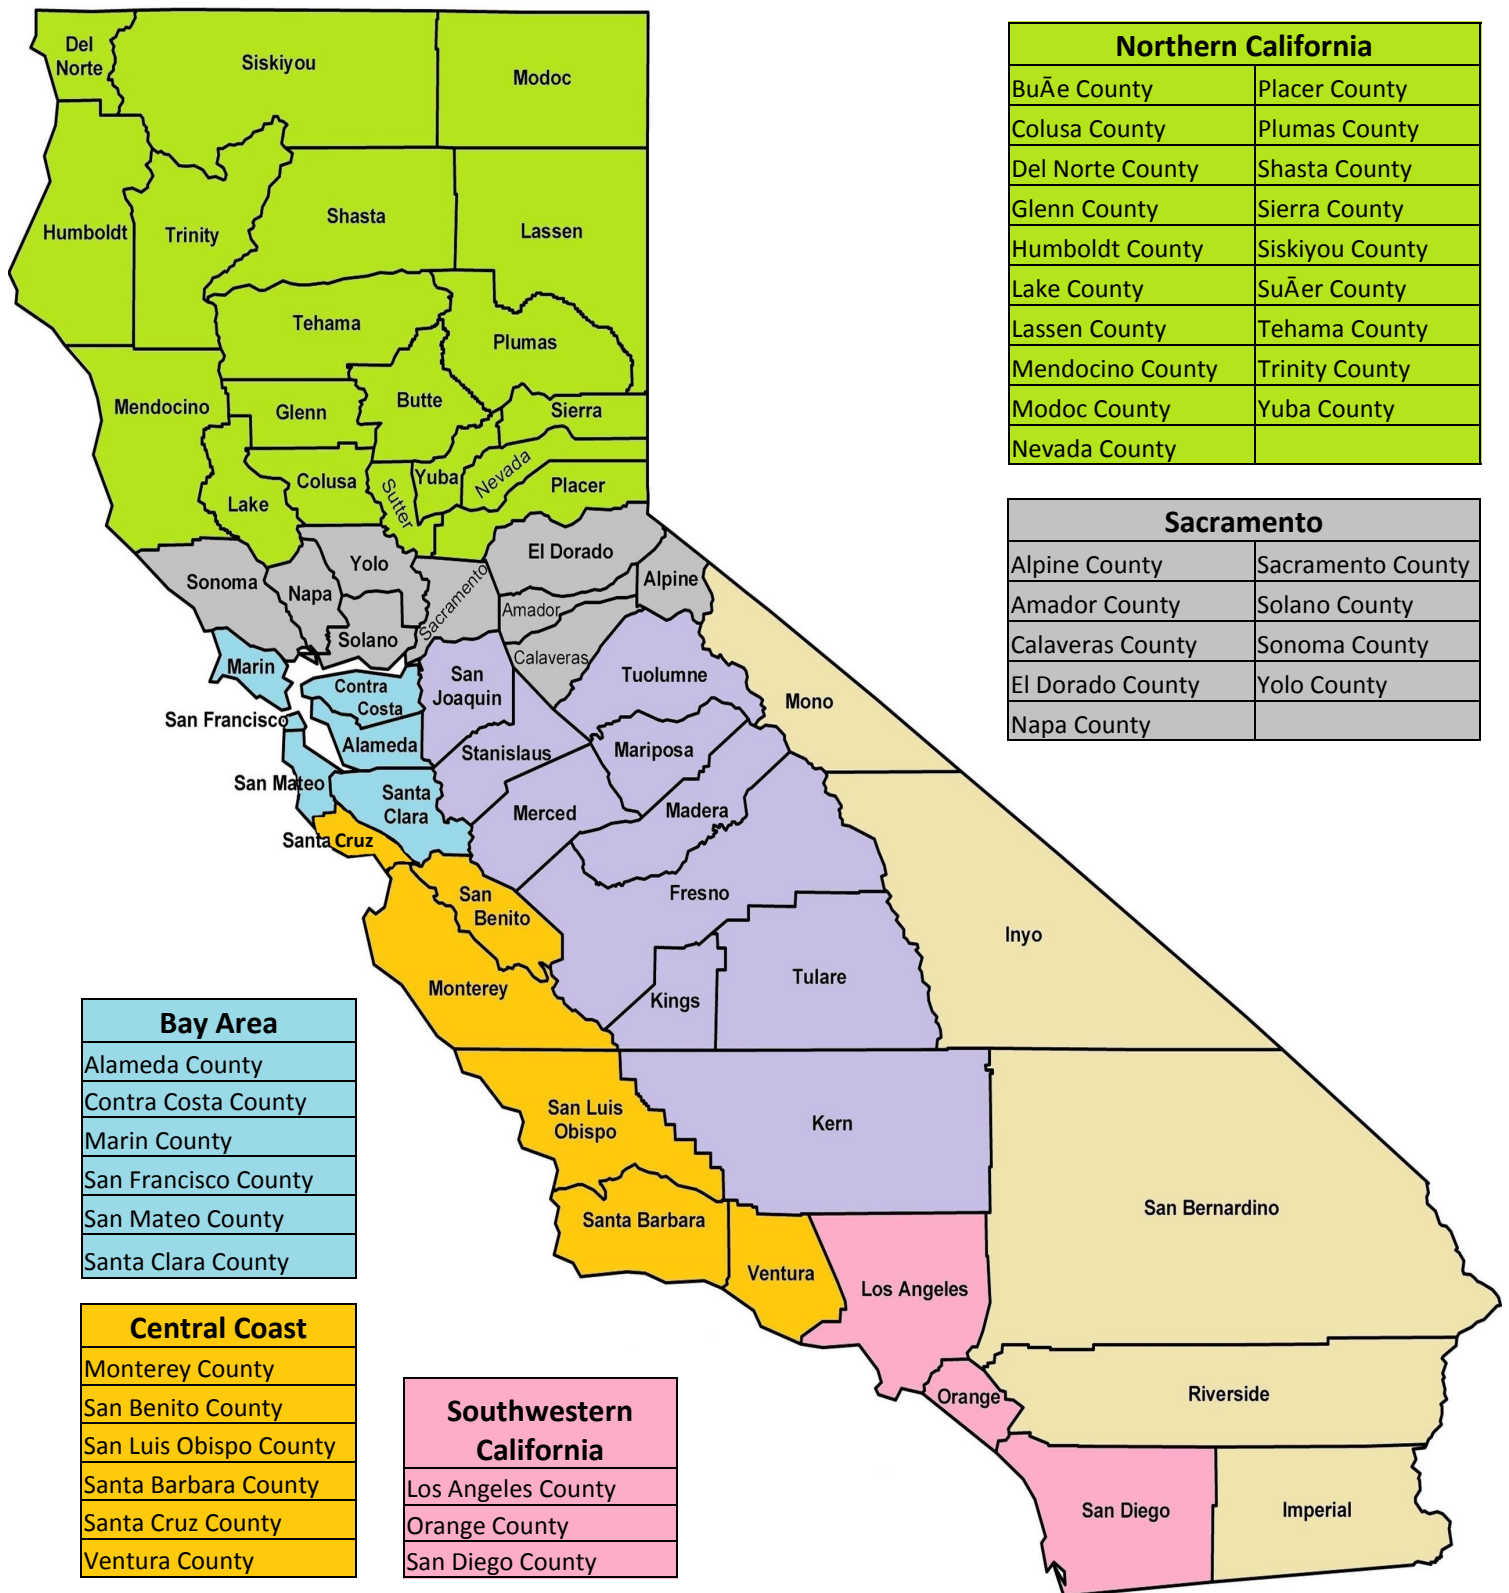 Del
Norte
Siskiyou
Modoc
Humboldt
Trinity
Shasta
Lassen
Tehama
Plumas
Mendocino
Glenn
Butte
Sierra
Lake
Colusa
Sutter
Yuba
Nevada
Placer
Sonoma
Napa
Yolo
Solano
Sacramento
El Dorado
Amador
Alpine
Calaveras
Marin
Contra
Costa
San Francisco
Alameda
San Mateo
Santa
Clara
Santa Cruz
San
Joaquin
Stanislaus
Tuolumne
Mono
Merced
Mariposa
Madera
San
Benito
Fresno
Monterey
Kings
Tulare
Inyo
San Luis
Obispo
Kern
Santa Barbara
Ventura
Los Angeles
San Bernardino
Orange
Riverside
San Diego
Imperial
Northern California
BuÃe County Placer County
Colusa County Plumas County
Del Norte County Shasta County
Glenn County Sierra County
Humboldt County Siskiyou County
Lake County SuÃer County
Lassen County Tehama County
Mendocino County Trinity County
Modoc County Yuba County
Nevada County
Sacramento
Alpine County Sacramento County
Amador County Solano County
Calaveras County Sonoma County
El Dorado County Yolo County
Napa County
Bay Area
Alameda County
Contra Costa County
Marin County
San Francisco County
San Mateo County
Santa Clara County
Central Coast
Monterey County
San Benito County
San Luis Obispo County
Santa Barbara County
Santa Cruz County
Ventura County
Southwestern
California
Los Angeles County
Orange County
San Diego County